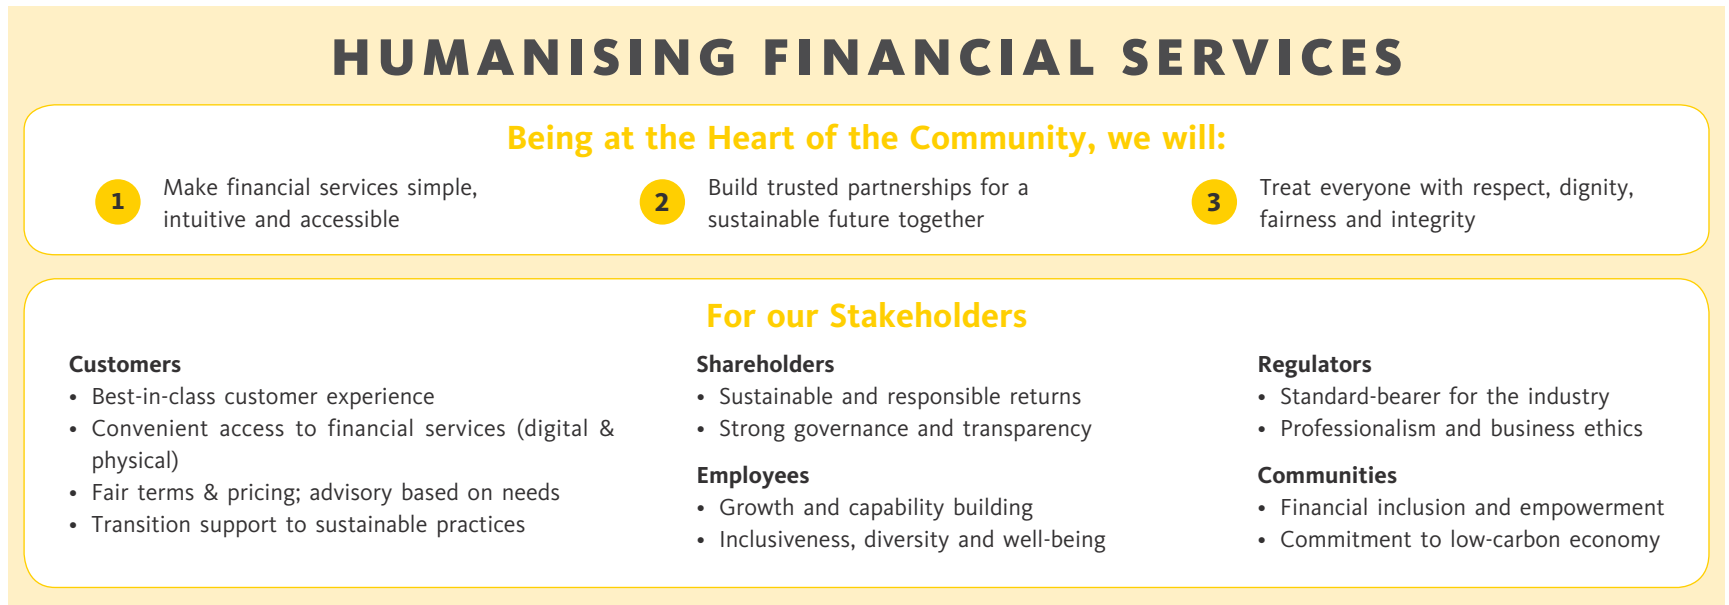 HUMANISING FINANCIAL SERVICES
Being at the Heart of the Community, we will:
1
Make financial services simple,
intuitive and accessible
2
Build trusted partnerships for a
sustainable future together
3
Treat everyone with respect, dignity,
fairness and integrity
For our Stakeholders
Customers
• Best-in-class customer experience
• Convenient access to financial services (digital &
physical)
• Fair terms & pricing; advisory based on needs
• Transition support to sustainable practices
Shareholders
• Sustainable and responsible returns
• Strong governance and transparency
Employees
• Growth and capability building
• Inclusiveness, diversity and well-being
Regulators
• Standard-bearer for the industry
• Professionalism and business ethics
Communities
• Financial inclusion and empowerment
• Commitment to low-carbon economy